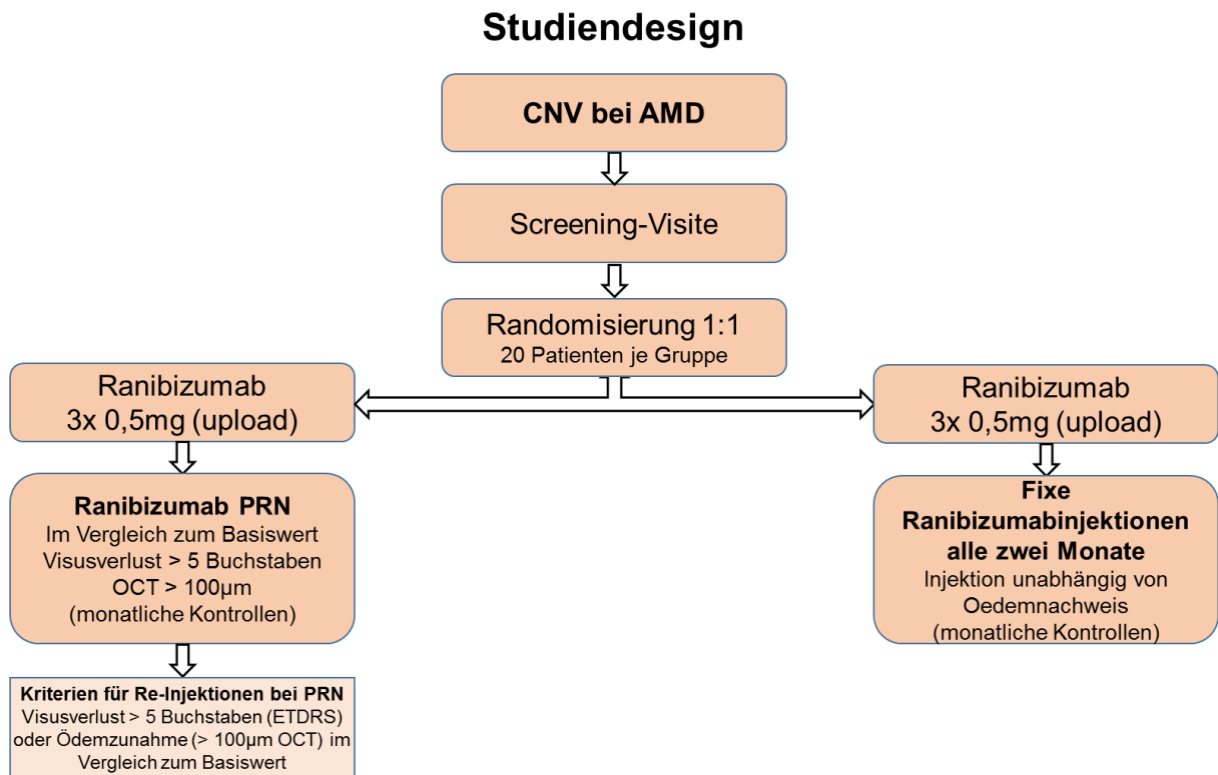 Studiendesign
CNV bei AMD
Screening-Visite
Randomisierung 1:1
20 Patienten je Gruppe
Ranibizumab
3x 0,5mg (upload)
Ranibizumab PRN
Im Vergleich zum Basiswert
Visusverlust > 5 Buchstaben
OCT > 100µm
(monatliche Kontrollen)
Kriterien für Re-Injektionen bei PRN
Visusverlust > 5 Buchstaben (ETDRS)
oder Ödemzunahme (> 100µm OCT) im
Vergleich zum Basiswert
Ranibizumab
3x 0,5mg (upload)
Fixe
Ranibizumabinjektionen
alle zwei Monate
Injektion unabhängig von
Oedemnachweis
(monatliche Kontrollen)